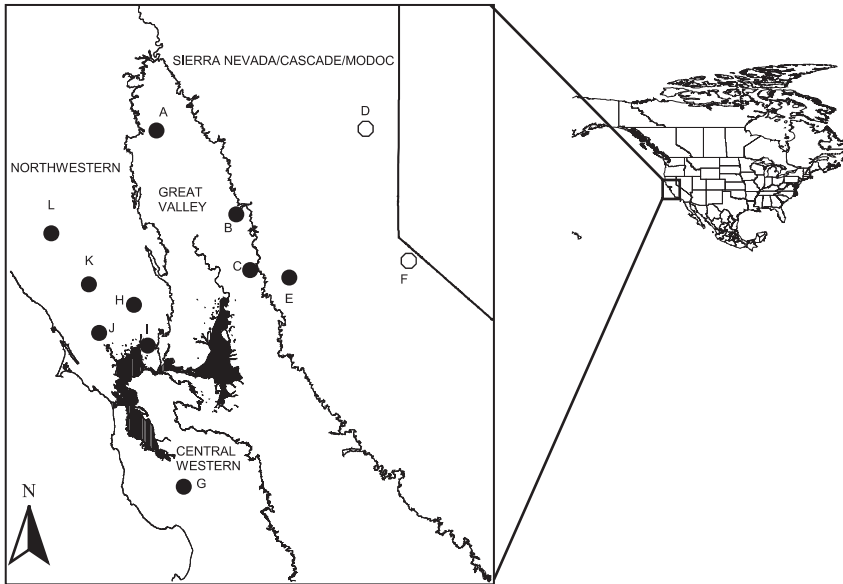 SIERRA NEVADA/CASCADE/MODOC
A
D
NORTHWESTERN
GREAT
VALLEY
L
B
K
C
E
F
H
J
I
CENTRAL
WESTERN
G
N